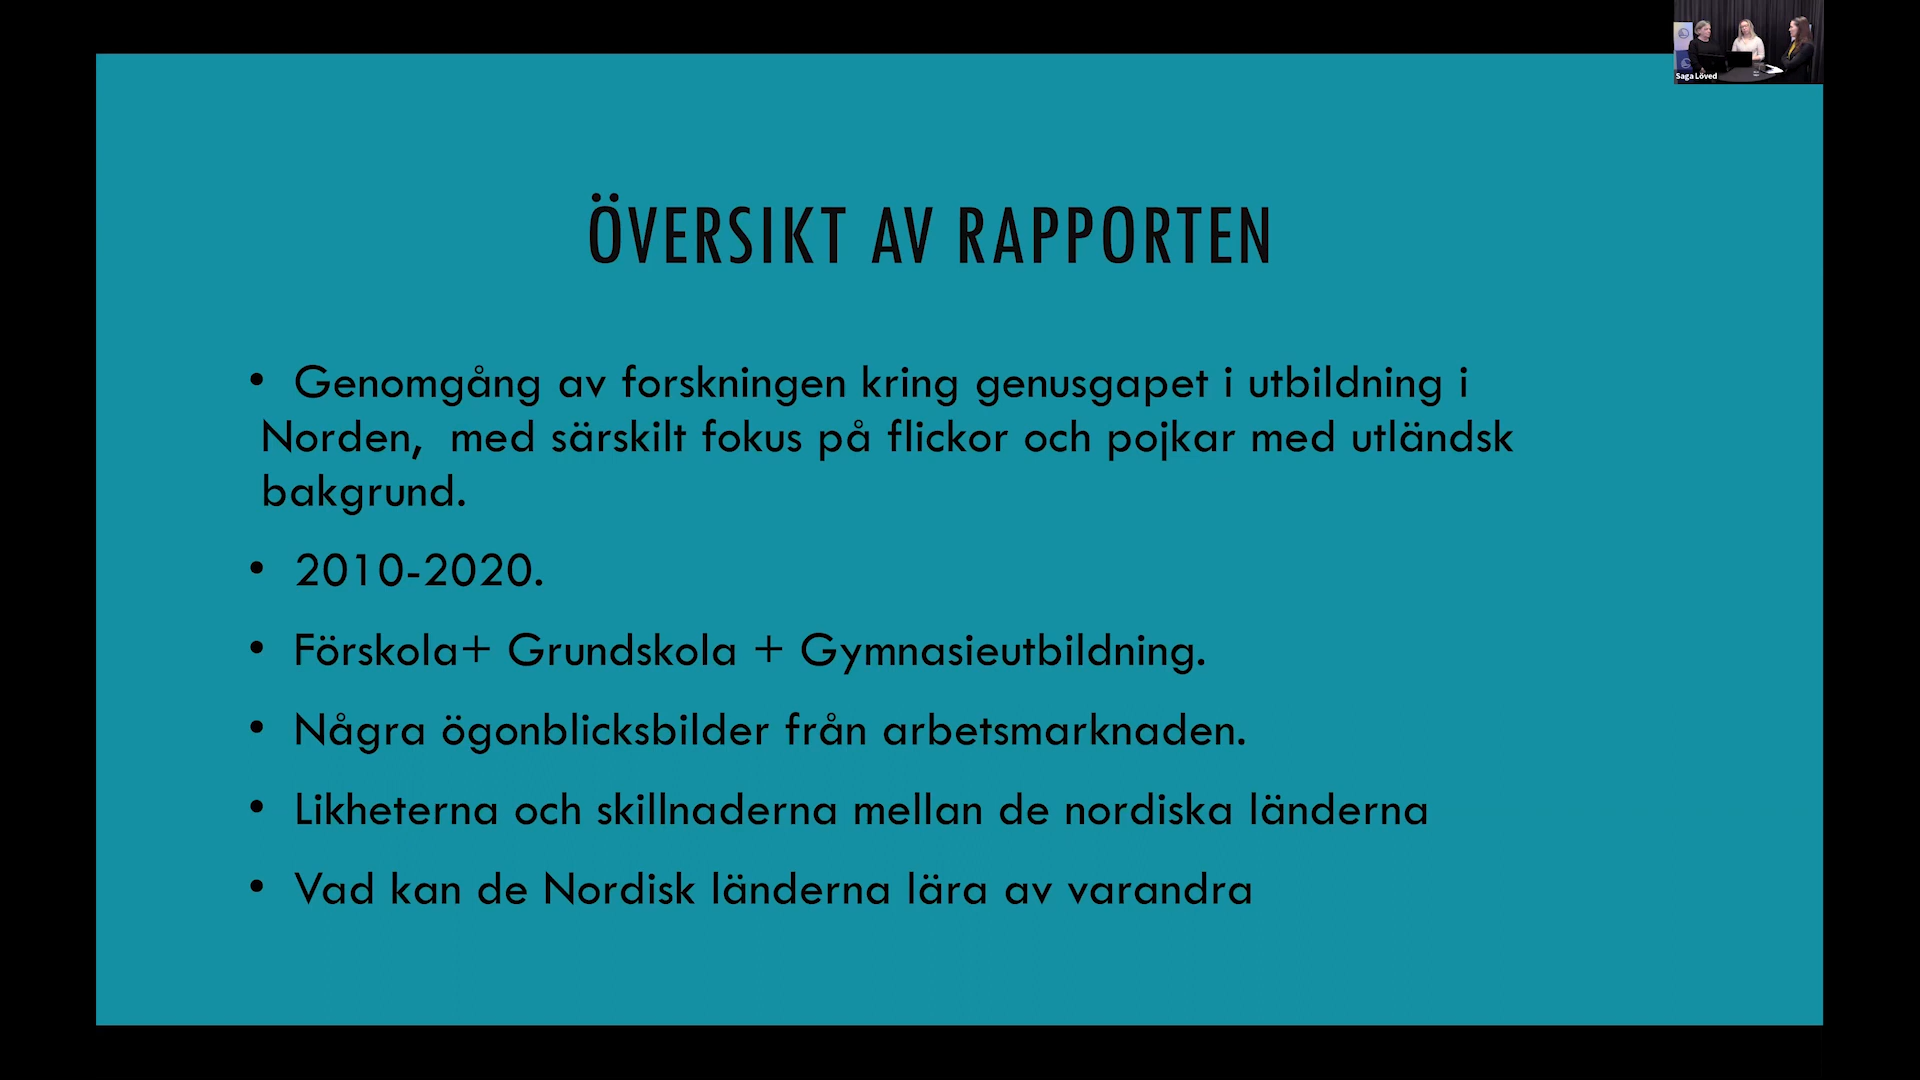 Saga Löved
ÖVERSIKT AV RAPPORTEN
• Genomgång av forskningen kring genusgapet i utbildning i
Norden, med särskilt fokus på flickor och pojkar med utländsk
bakgrund.
• 2010-2020.
• Förskola+ Grundskola + Gymnasieutbildning.
• Några ögonblicksbilder från arbetsmarknaden.
• Likheterna och skillnaderna mellan de nordiska länderna
• Vad kan de Nordisk länderna lära av varandra